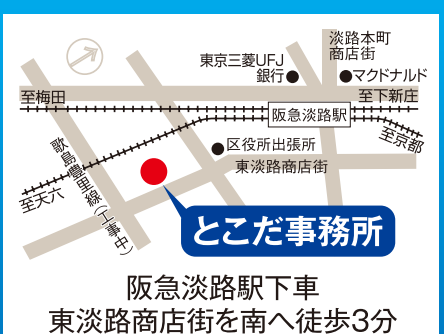 淡路本町
商店街
東京三菱UFJ
銀行
マクドナルド
至梅田
至下新庄
阪急淡路駅
至京都
区役所出張所
東淡路商店街
歌島豊里線(工事中)
至天六
とこだ事務所
阪急淡路駅下車
東淡路商店街を南へ徒歩3分